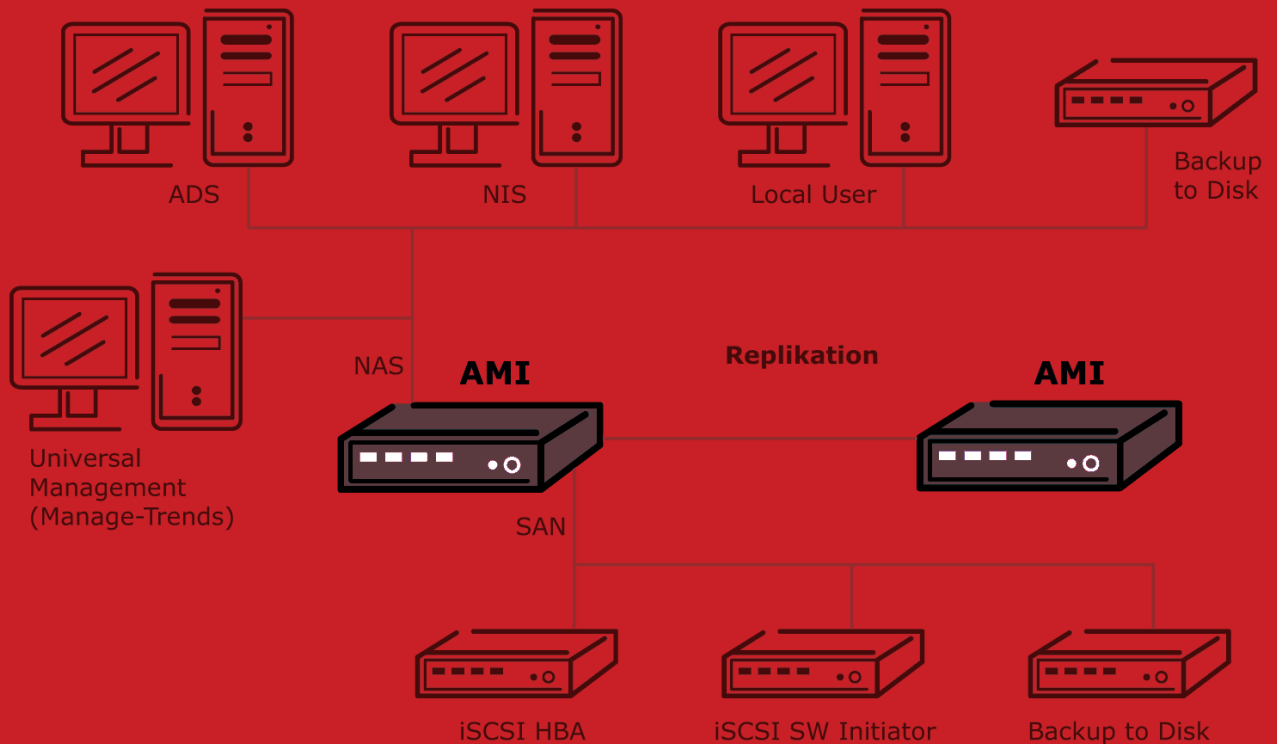 ADS
NIS
Local User
Backup
to Disk
NAS
AMI
Replikation
AMI
Universal
Management
(Manage-Trends)
SAN
iSCSI HBA
iSCSI SW Initiator
Backup to Disk